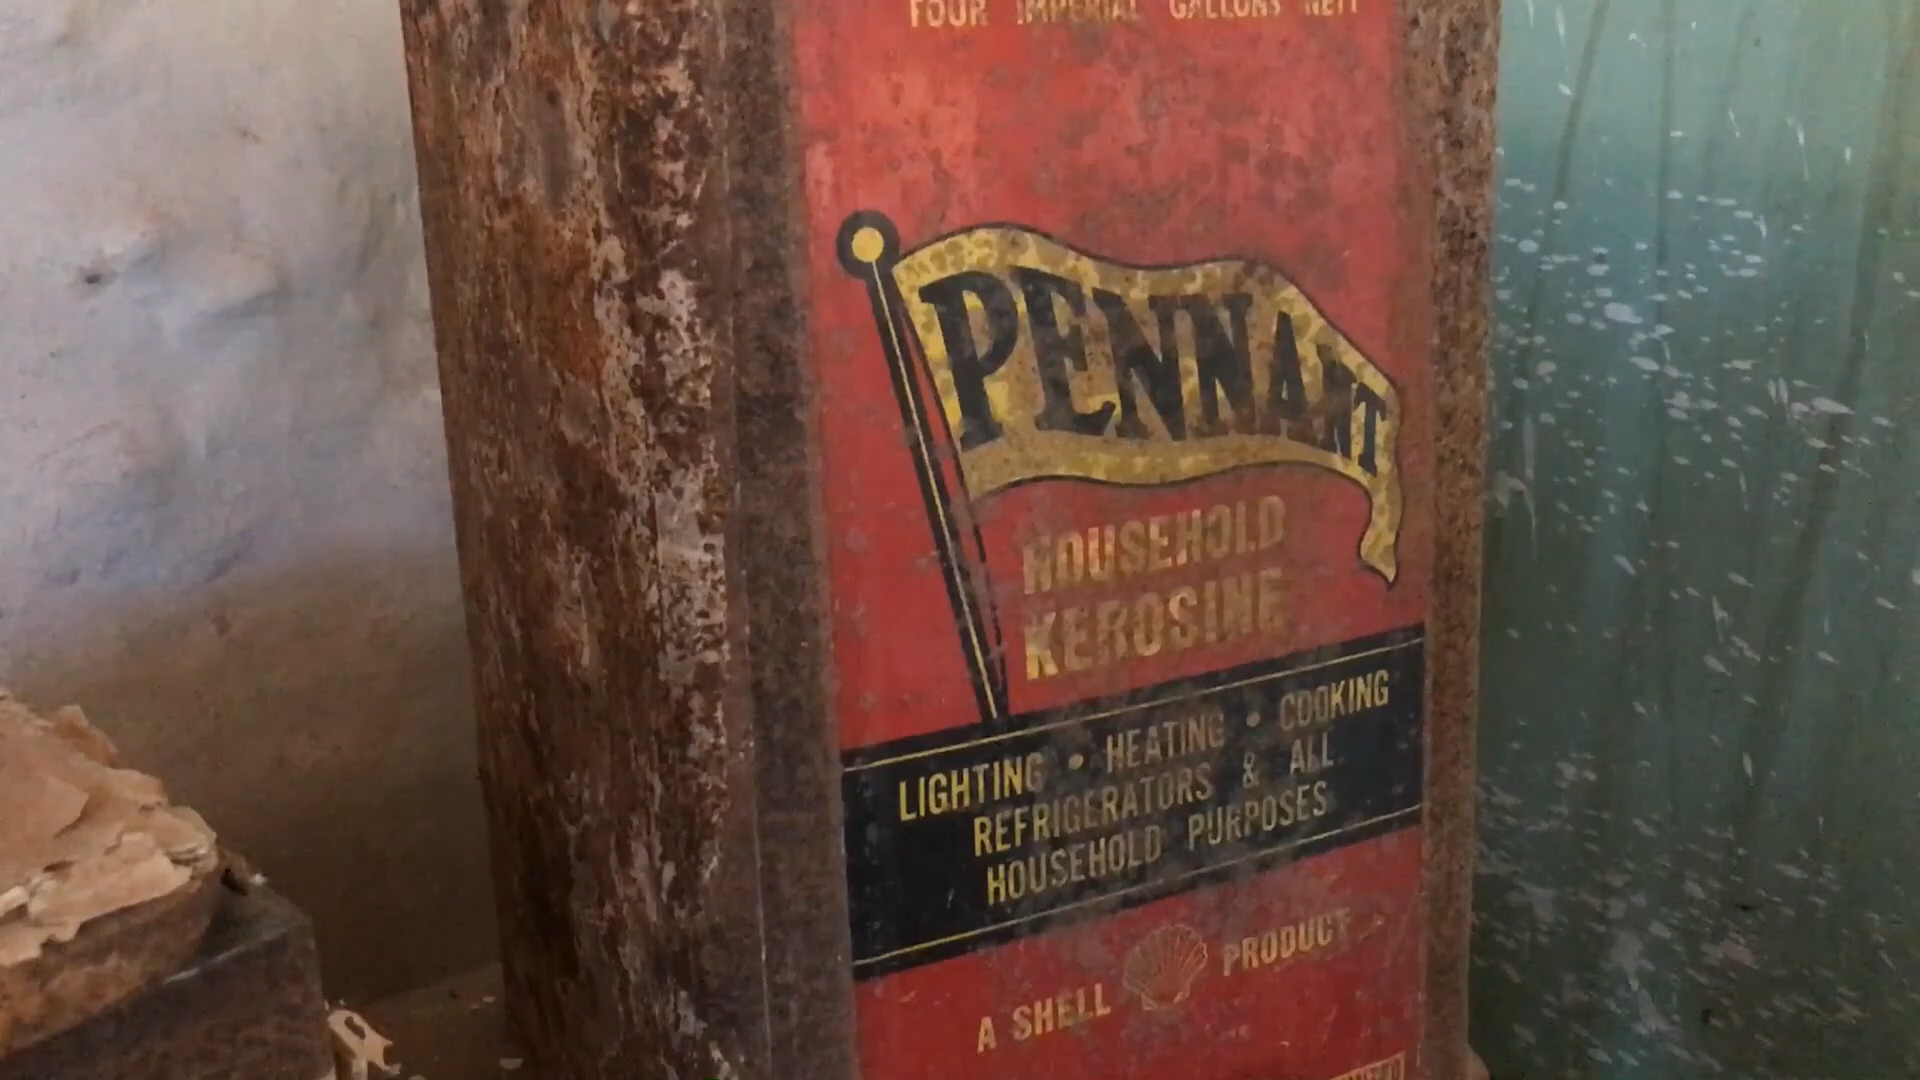 FOUR IMPERIAL GALLONS NETT
PENNANT
HOUSEHOLD
KEROSINE
LIGHTING • HEATING • COOKING
REFRIGERATORS & ALL
HOUSEHOLD PURPOSES
A SHELL PRODUCT